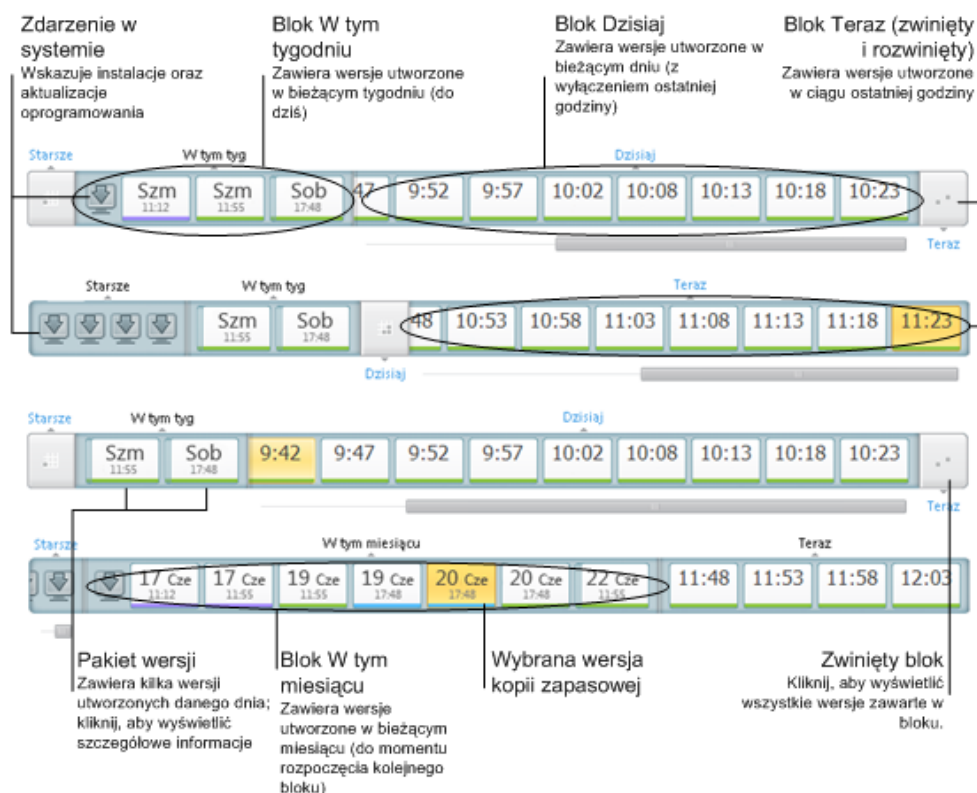 Zdarzenie w
systemie
Wskazuje instalacje oraz
aktualizacje
oprogramowania
Blok W tym
tygodniu
Zawiera wersje utworzone
w bieżącym tygodniu (do
dziś)
Blok Dzisiaj
Zawiera wersje utworzone w
bieżącym dniu (z
wyłączeniem ostatniej
godziny)
Blok Teraz (zwinięty
i rozwinięty)
Zawiera wersje utworzone
w ciągu ostatniej godziny
Starsze W tym tyg Dzisiaj
Szm Szm Sob 47 9:52 9:57 10:02 10:08 10:13 10:18 10:23
11:12 11:55 17:48
Teraz
Starsze W tym tyg Teraz
Szm Sob 48 10:53 10:58 11:03 11:08 11:13 11:18 11:23
11:55 17:48
Dzisiaj
Starsze W tym tyg Dzisiaj
Szm Sob 9:42 9:47 9:52 9:57 10:02 10:08 10:13 10:18 10:23
11:55 17:48
Teraz
Starsze W tym miesiącu Teraz
17 Cze 17 Cze 19 Cze 19 Cze 20 Cze 20 Cze 22 Cze 11:48 11:53 11:58 12:03
11:12 11:55 11:55 17:48 17:48 17:48 11:55
Pakiet wersji
Zawiera kilka wersji
utworzonych danego dnia;
kliknij, aby wyświetlić
szczegółowe informacje
Blok W tym
miesiącu
Zawiera wersje
utworzone w bieżącym
miesiącu (do momentu
rozpoczęcia kolejnego
bloku)
Wybrana wersja
kopii zapasowej
Zwinięty blok
Kliknij, aby wyświetlić
wszystkie wersje zawarte w
bloku.